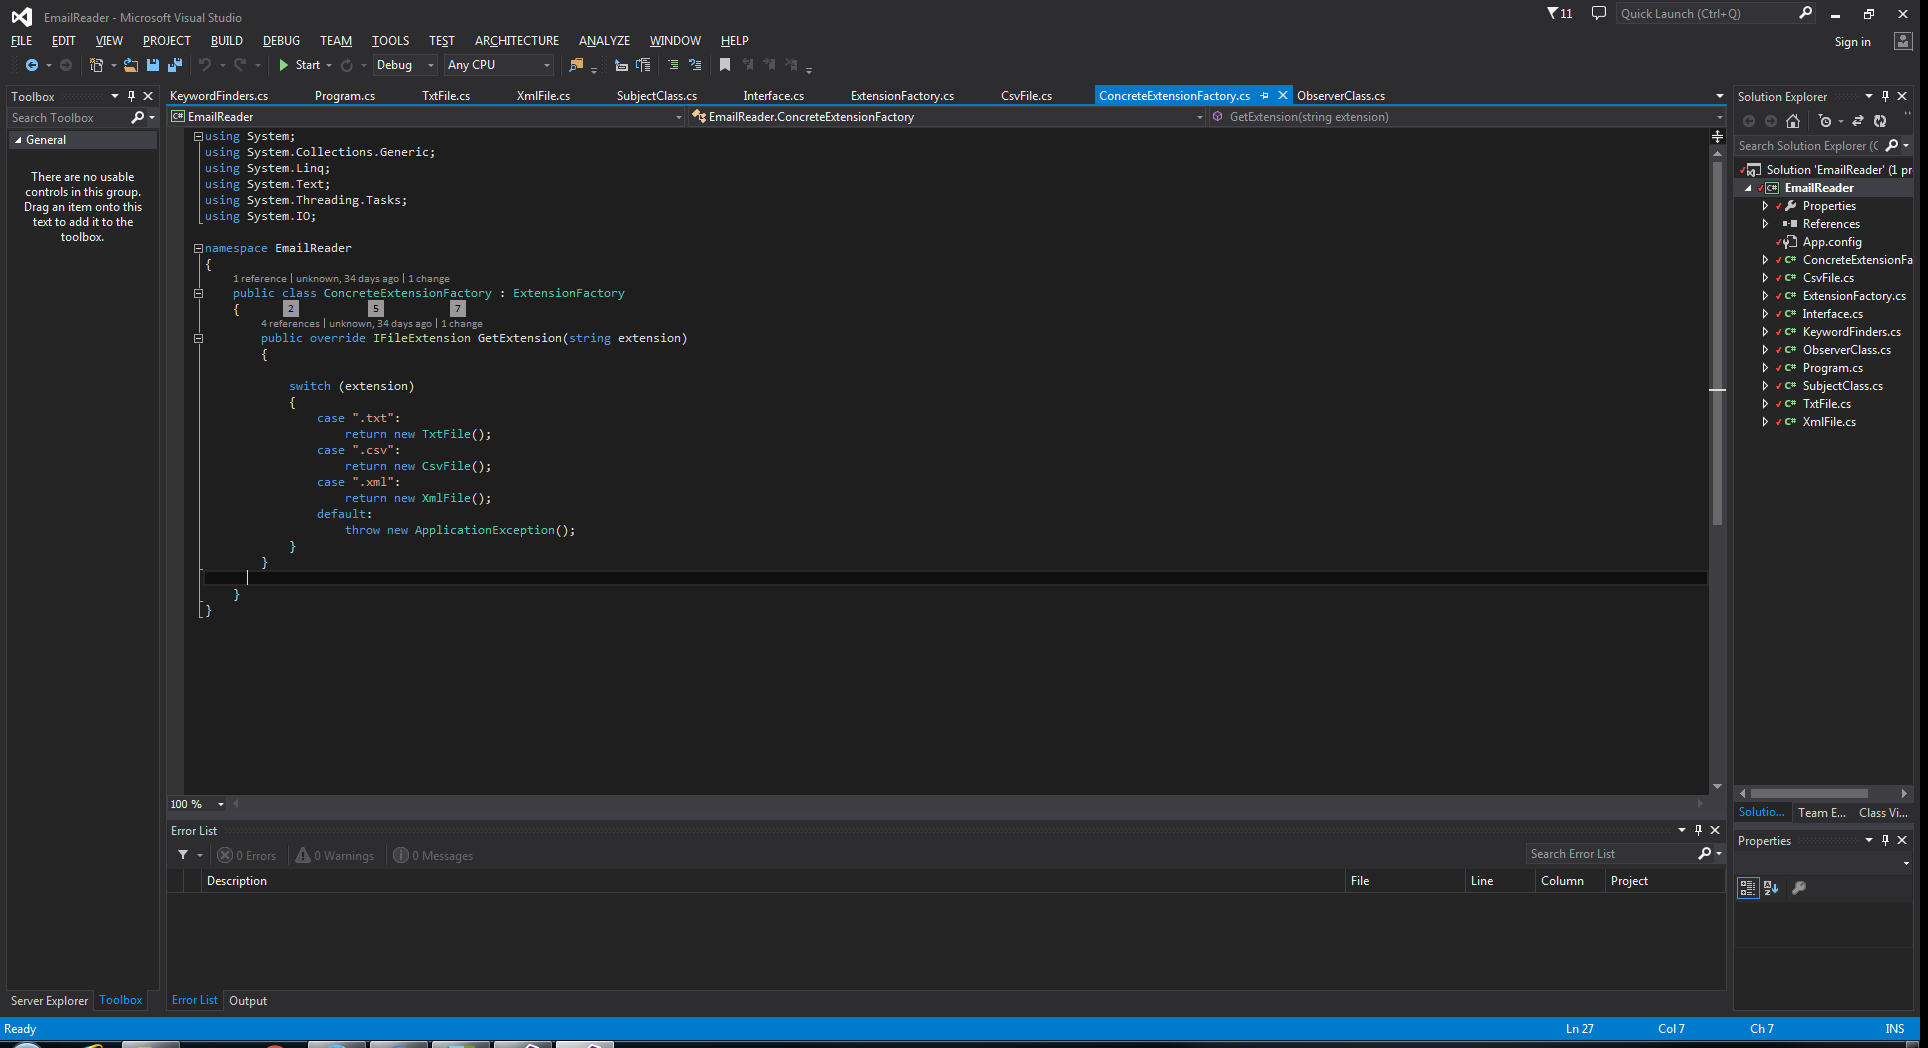 EmailReader - Microsoft Visual Studio
11
Quick Launch (Ctrl+Q)
FILE EDIT VIEW PROJECT BUILD DEBUG TEAM TOOLS TEST ARCHITECTURE ANALYZE WINDOW HELP
Sign in
Start Debug Any CPU
Toolbox
Search Toolbox
General
There are no usable
controls in this group.
Drag an item onto this
text to add it to the
toolbox.
Server Explorer Toolbox
KeywordFinders.cs Program.cs TxtFile.cs XmlFile.cs SubjectClass.cs Interface.cs ExtensionFactory.cs CsvFile.cs ConcreteExtensionFactory.cs ObserverClass.cs
C# EmailReader EmailReader.ConcreteExtensionFactory GetExtension(string extension)
using System;
using System.Collections.Generic;
using System.Linq;
using System.Text;
using System.Threading.Tasks;
using System.IO;
namespace EmailReader
{
1 reference | unknown, 34 days ago | 1 change
public class ConcreteExtensionFactory : ExtensionFactory
{ 2 5 7
4 references | unknown, 34 days ago | 1 change
public override IFileExtension GetExtension(string extension)
{
switch (extension)
{
case ".txt":
return new TxtFile();
case ".csv":
return new CsvFile();
case ".xml":
return new XmlFile();
default:
throw new ApplicationException();
}
}
}
}
100 %
Error List
0 Errors 0 Warnings 0 Messages
Search Error List
Description File Line Column Project
Error List Output
Solution Explorer
Search Solution Explorer (C
Solution 'EmailReader' (1 pr
C# EmailReader
Properties
References
App.config
C# ConcreteExtensionFa
C# CsvFile.cs
C# ExtensionFactory.cs
C# Interface.cs
C# KeywordFinders.cs
C# ObserverClass.cs
C# Program.cs
C# SubjectClass.cs
C# TxtFile.cs
C# XmlFile.cs
Solutio... Team E... Class Vi...
Properties
Ready Ln 27 Col 7 Ch 7 INS